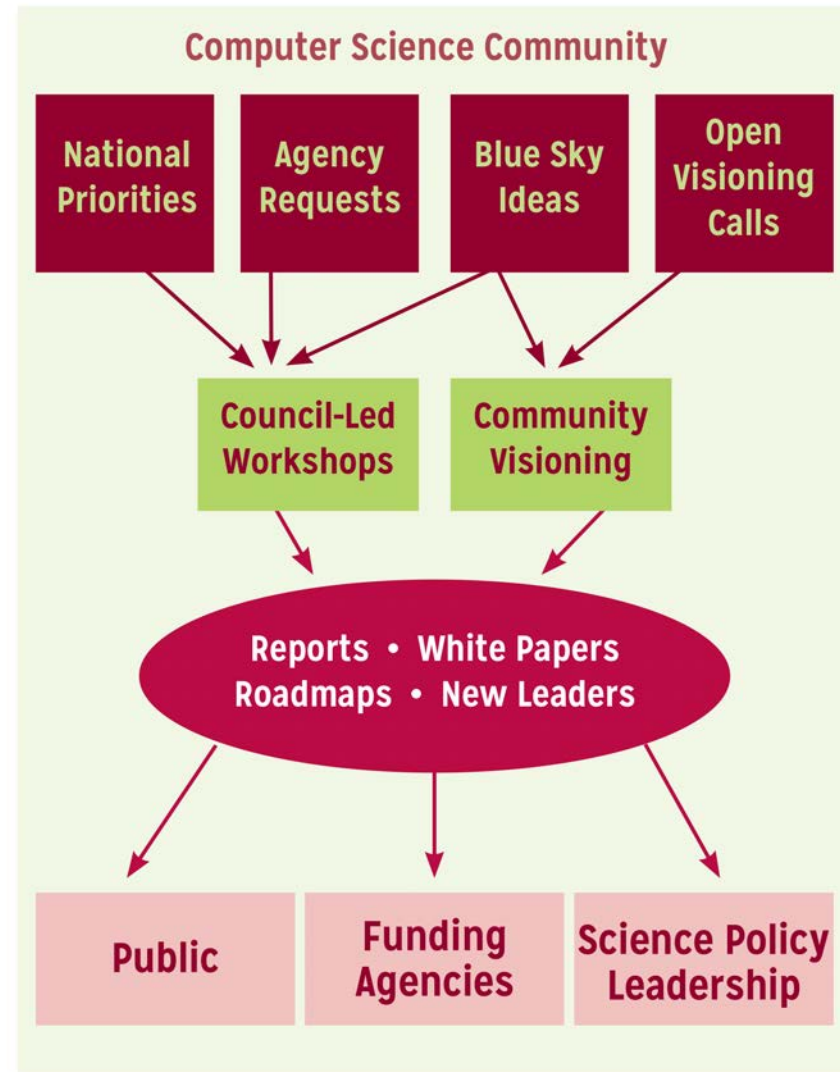 Computer Science Community
National
Priorities
Agency
Requests
Blue Sky
Ideas
Open
Visioning
Calls
Council-Led
Workshops
Community
Visioning
Reports • White Papers
Roadmaps • New Leaders
Public
Funding
Agencies
Science Policy
Leadership